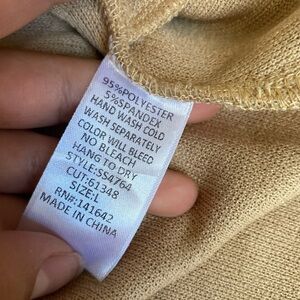 95%POLYESTER
5%SPANDEX
HAND WASH COLD
WASH SEPARATELY
COLOR WILL BLEED
NO BLEACH
HANG TO DRY
STYLE:SS4764
CUT:61348
SIZE:L
RN#:141642
MADE IN CHINA